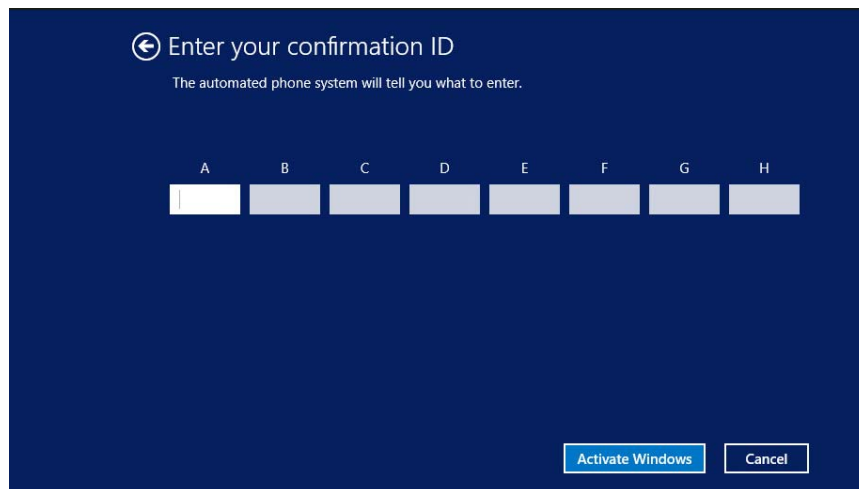 Enter your confirmation ID
The automated phone system will tell you what to enter.
A B C D E F G H
Activate Windows Cancel